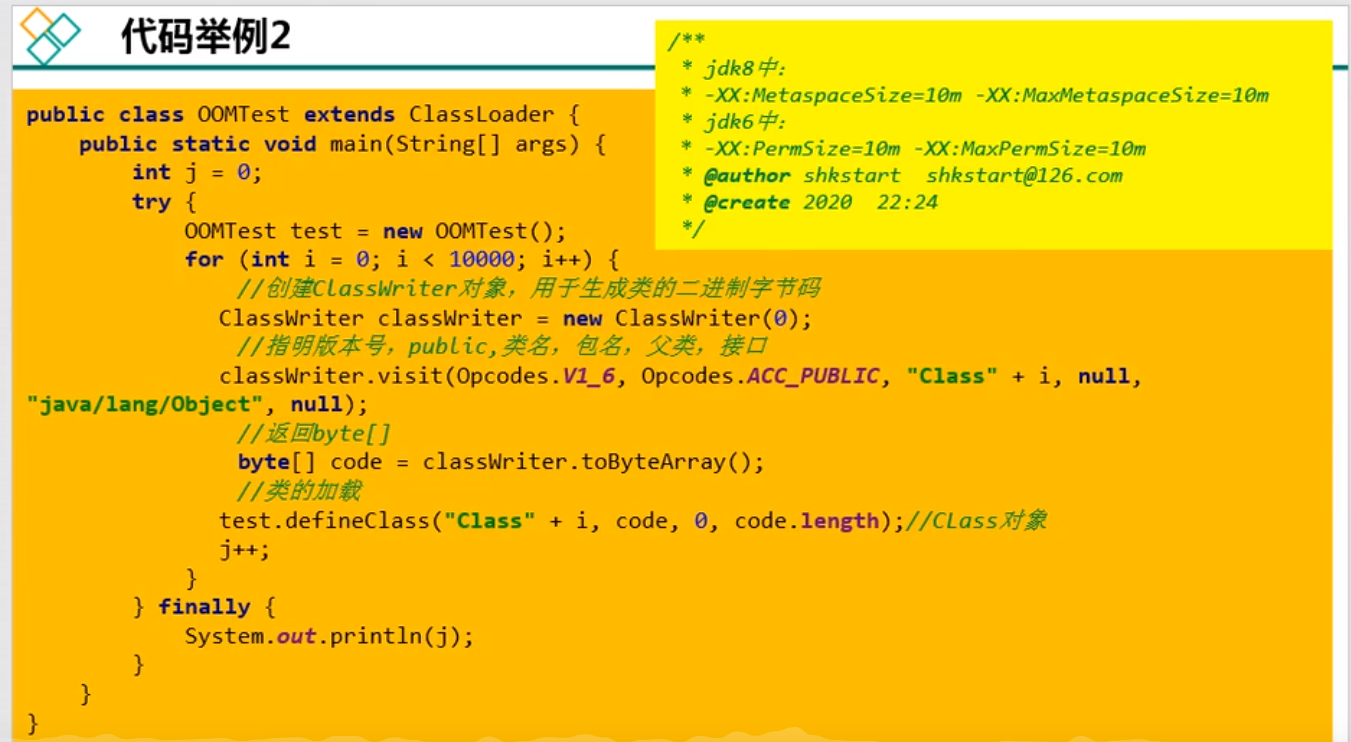 代码举例2
/**
* jdk8中:
* -XX:MetaspaceSize=10m -XX:MaxMetaspaceSize=10m
* jdk6中:
* -XX:PermSize=10m -XX:MaxPermSize=10m
* @author shkstart  shkstart@126.com
* @create 2020  22:24
*/
public class OOMTest extends ClassLoader {
    public static void main(String[] args) {
        int j = 0;
        try {
            OOMTest test = new OOMTest();
            for (int i = 0; i < 10000; i++) {
                //创建ClassWriter对象，用于生成类的二进制字节码
                ClassWriter classWriter = new ClassWriter(0);
                //指明版本号，public,类名，包名，父类，接口
                classWriter.visit(Opcodes.V1_6, Opcodes.ACC_PUBLIC, "Class" + i, null,
"java/lang/Object", null);
                //返回byte[]
                byte[] code = classWriter.toByteArray();
                //类的加载
                test.defineClass("Class" + i, code, 0, code.length);//CLass对象
                j++;
            }
        } finally {
            System.out.println(j);
        }
    }
}